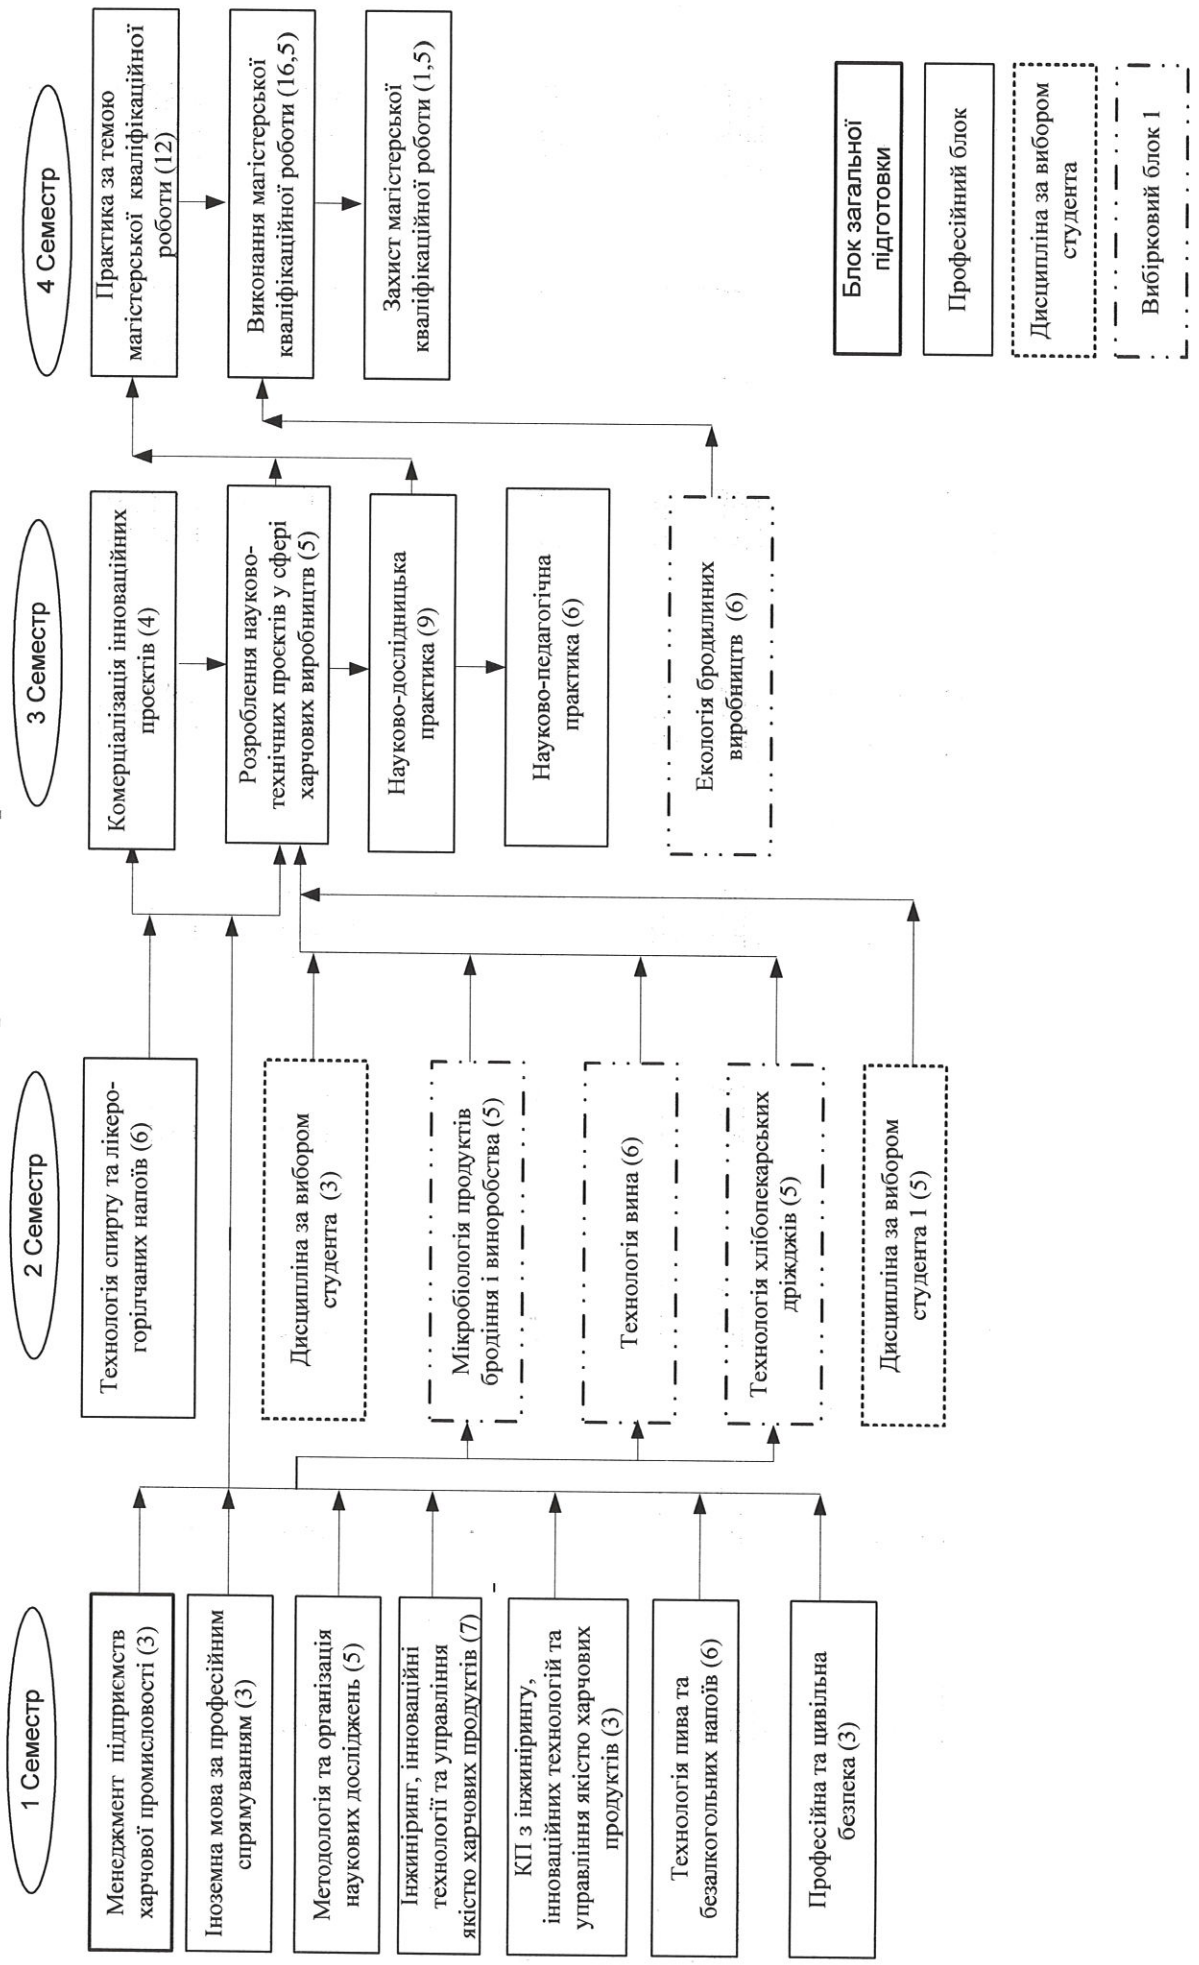 1 Семестр
Менеджмент підприємств
харчової промисловості (3)
Іноземна мова за професійним
спрямуванням (3)
Методологія та організація
наукових досліджень (5)
Інжиніринг, інноваційні
технології та управління
якістю харчових продуктів (7)
КП з інжинірингу,
інноваційних технологій та
управління якістю харчових
продуктів (3)
Технологія пива та
безалкогольних напоїв (6)
Професійна та цивільна
безпека (3)
2 Семестр
Технологія спирту та лікеро-
горілчаних напоїв (6)
Дисципліна за вибором
студента (3)
Мікробіологія продуктів
бродіння і виноробства (5)
Технологія вина (6)
Технологія хлібопекарських
дріжджів (5)
Дисципліна за вибором
студента 1 (5)
3 Семестр
Комерціалізація інноваційних
проєктів (4)
Розроблення науково-
технічних проєктів у сфері
харчових виробництв (5)
Науково-дослідницька
практика (9)
Науково-педагогічна
практика (6)
Екологія бродилиних
виробництв (6)
4 Семестр
Практика за темою
магістерської кваліфікаційної
роботи (12)
Виконання магістерської
кваліфікаційної роботи (16,5)
Захист магістерської
кваліфікаційної роботи (1,5)
Блок загальної
підготовки
Професійний блок
Дисципліна за вибором
студента
Вибірковий блок 1